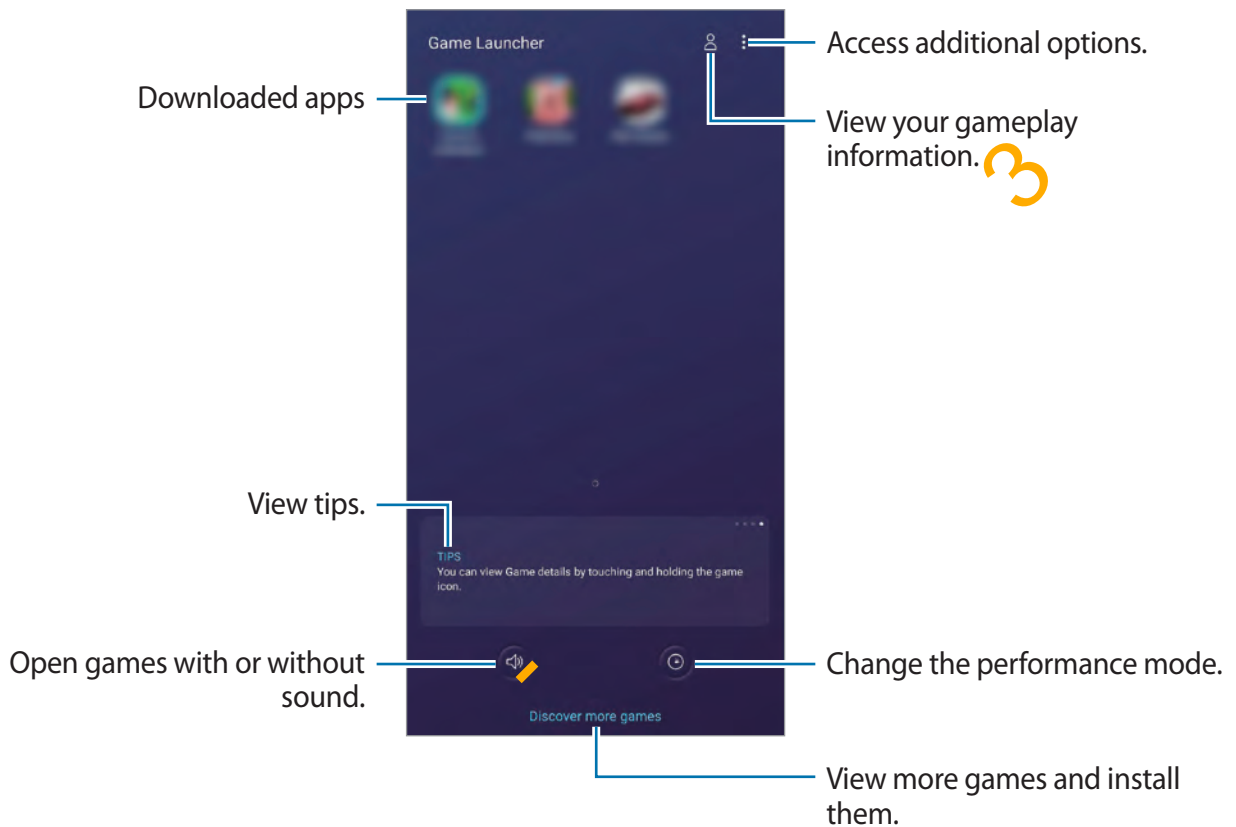 Game Launcher
Access additional options.
Downloaded apps
View your gameplay
information.
3
View tips.
TIPS
You can view Game details by touching and holding the game
icon.
Open games with or without
sound.
Change the performance mode.
Discover more games
View more games and install
them.